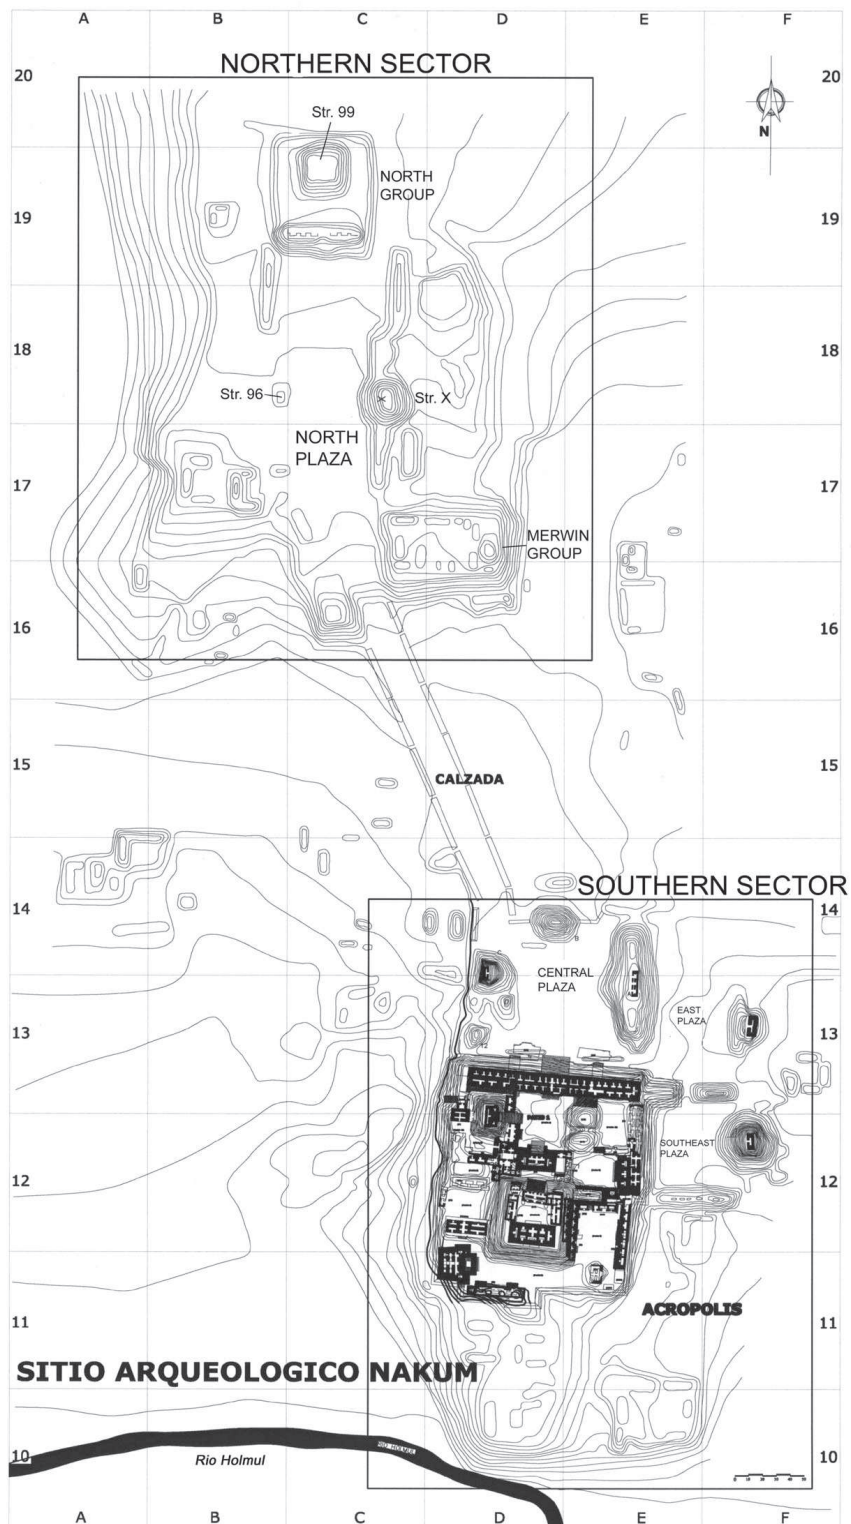 A B C D E F
NORTHERN SECTOR
20 20
Str. 99
N
NORTH
GROUP
19 19
18 18
Str. 96
Str. X
NORTH
PLAZA
17 17
MERWIN
GROUP
16 16
15 15
CALZADA
SOUTHERN SECTOR
14 14
CENTRAL
PLAZA
EAST
PLAZA
13 13
SOUTHEAST
PLAZA
12 12
ACROPOLIS
11 11
SITIO ARQUEOLOGICO NAKUM
RIO HOLMUL
10 10
Rio Holmul
A B C D E F